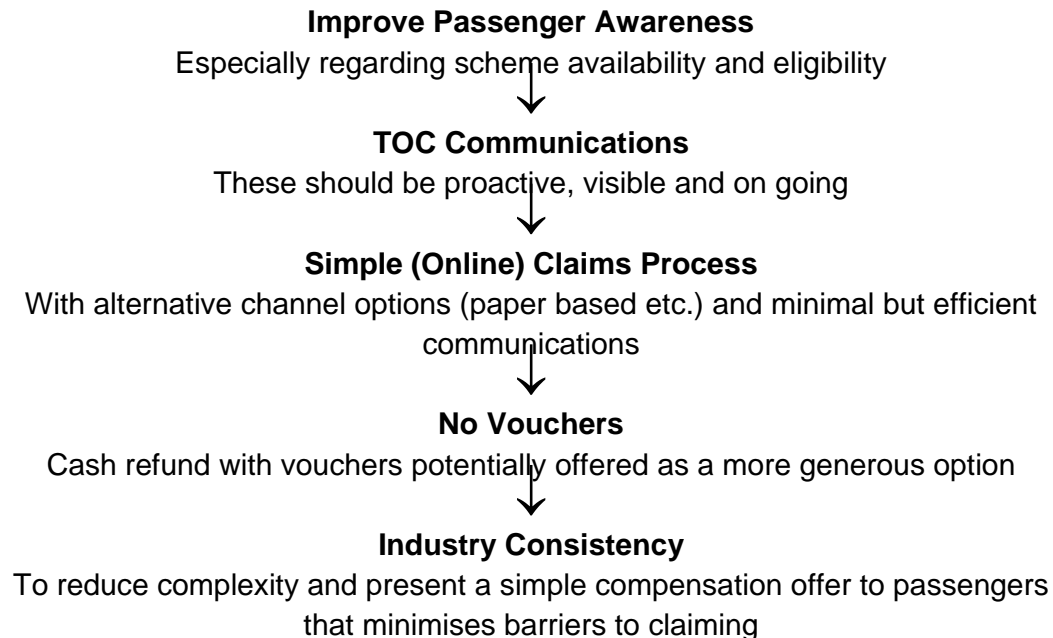 Improve Passenger Awareness
Especially regarding scheme availability and eligibility
TOC Communications
These should be proactive, visible and on going
Simple (Online) Claims Process
With alternative channel options (paper based etc.) and minimal but efficient
communications
No Vouchers
Cash refund with vouchers potentially offered as a more generous option
Industry Consistency
To reduce complexity and present a simple compensation offer to passengers
that minimises barriers to claiming